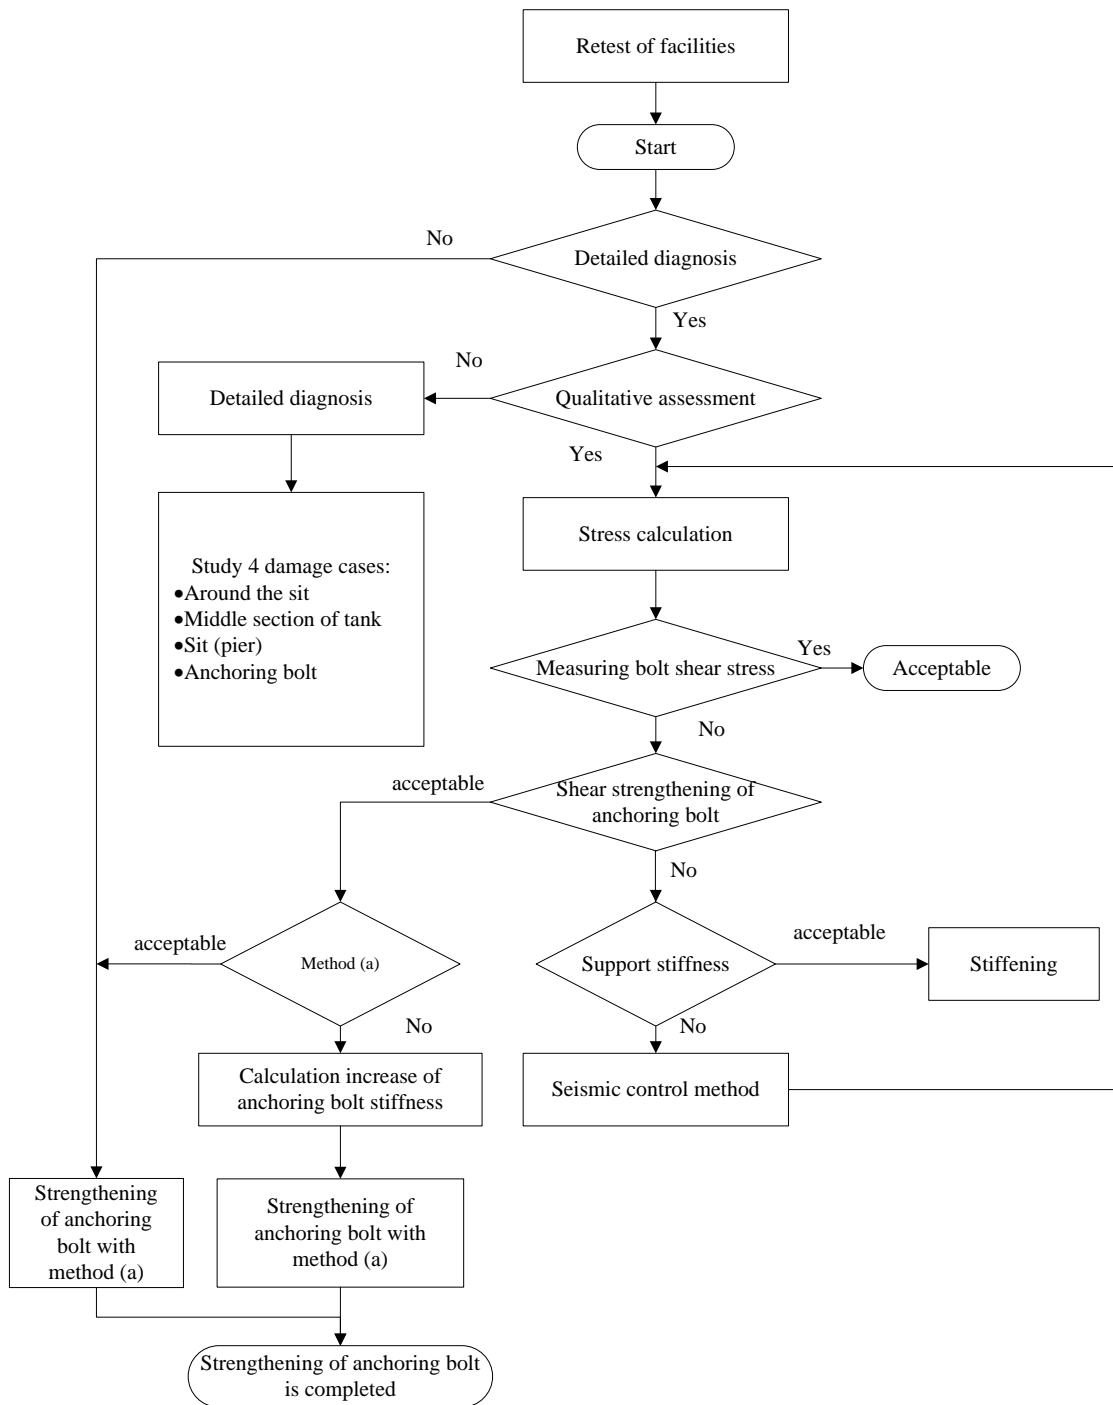 Retest of facilities
Start
No
Detailed diagnosis
Yes
No
Detailed diagnosis
Qualitative assessment
Yes
Study 4 damage cases:
•Around the sit
•Middle section of tank
•Sit (pier)
•Anchoring bolt
Stress calculation
Measuring bolt shear stress
Yes
Acceptable
No
acceptable
Shear strengthening of
anchoring bolt
No
acceptable
Method (a)
No
Support stiffness
acceptable
Stiffening
No
Calculation increase of
anchoring bolt stiffness
Seismic control method
Strengthening
of anchoring
bolt with
method (a)
Strengthening of
anchoring bolt with
method (a)
Strengthening of anchoring bolt
is completed